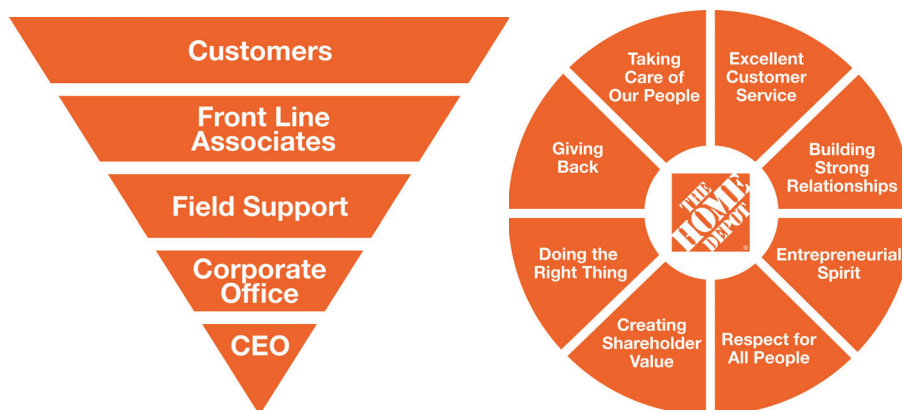 Customers
Front Line
Associates
Field Support
Corporate
Office
CEO
Taking
Care of
Our People
Excellent
Customer
Service
Building
Strong
Relationships
Entrepreneurial
Spirit
Respect for
All People
Creating
Shareholder
Value
Doing the
Right Thing
Giving
Back
THE
HOME
DEPOT
®